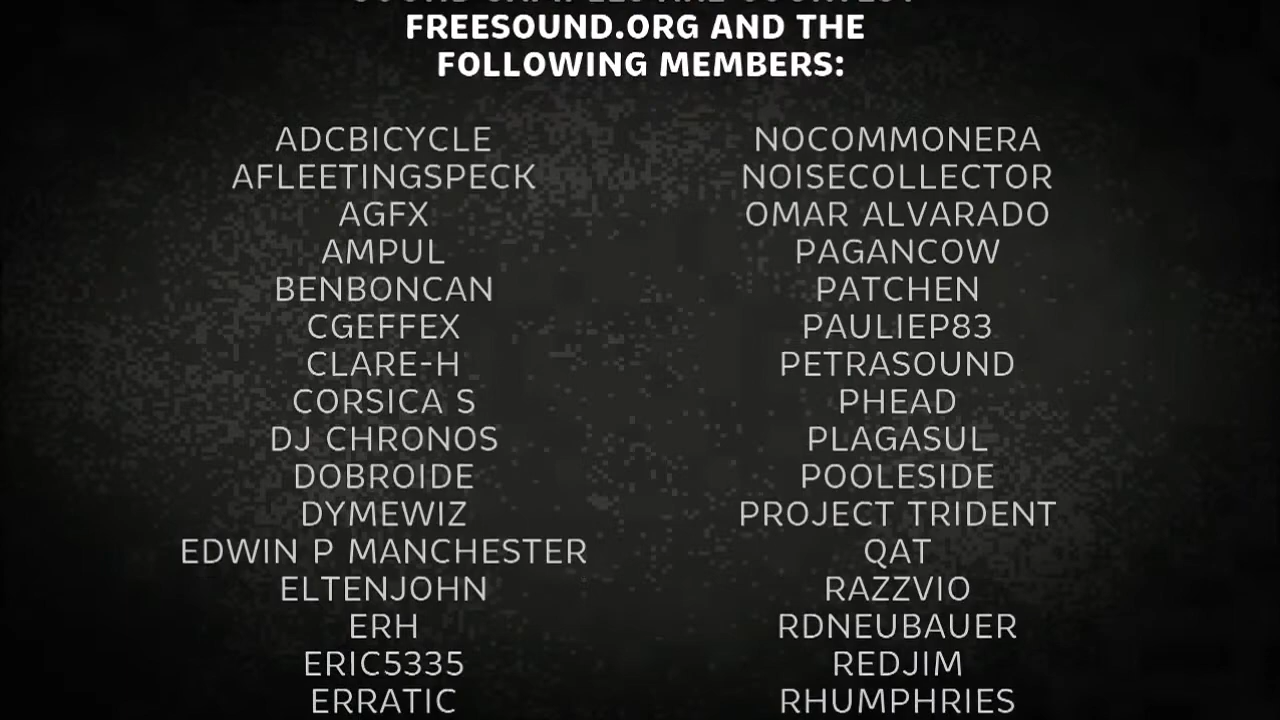 FREESOUND.ORG AND THE
FOLLOWING MEMBERS:
ADCBICYCLE
AFLEETINGSPECK
AGFX
AMPUL
BENBONCAN
CGEFFEX
CLARE-H
CORSICA S
DJ CHRONOS
DOBROIDE
DYMEWIZ
EDWIN P MANCHESTER
ELTENJOHN
ERH
ERIC5335
ERRATIC
NOCOMMONERA
NOISECOLLECTOR
OMAR ALVARADO
PAGANCOW
PATCHEN
PAULIEP83
PETRASOUND
PHEAD
PLAGASUL
POOLESIDE
PROJECT TRIDENT
QAT
RAZZVIO
RDNEUBAUER
REDJIM
RHUMPHRIES